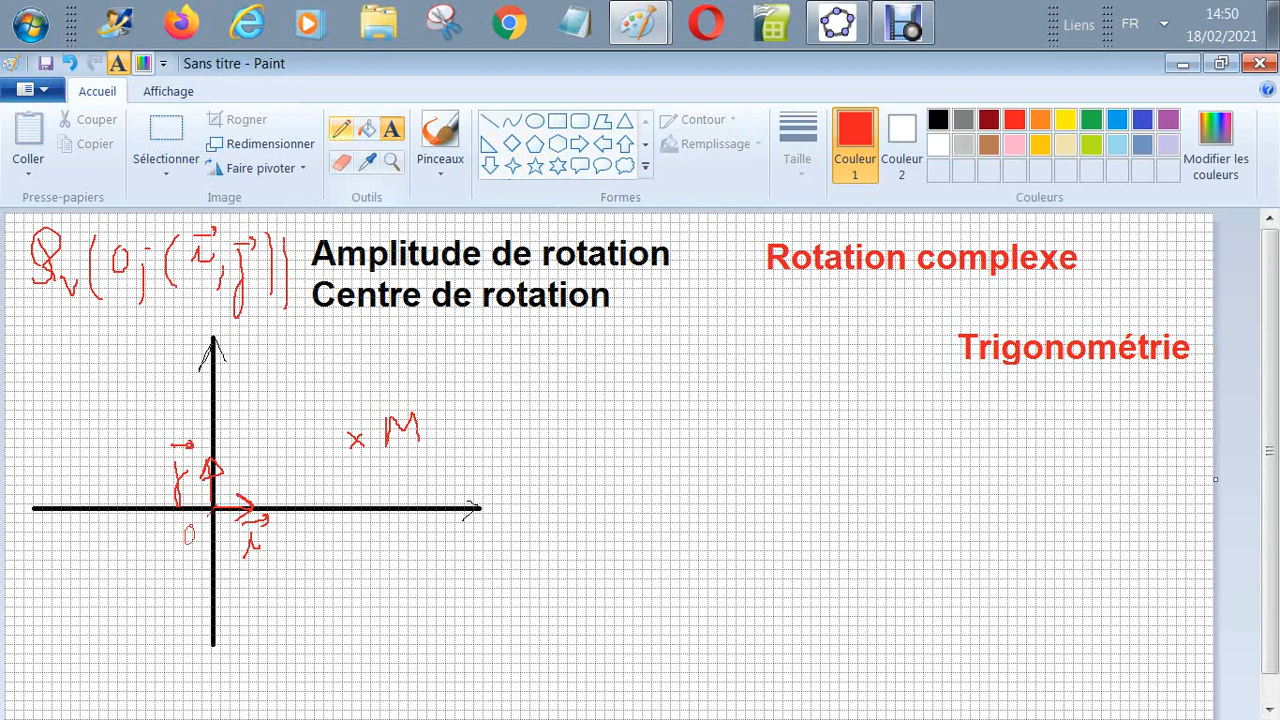 14:50
Liens FR
18/02/2021
Sans titre - Paint
Accueil Affichage
Coller
Couper
Copier
Presse-papiers
Sélectionner
Rogner
Redimensionner
Faire pivoter
Image
Outils
Pinceaux
Contour
Remplissage
Formes
Taille
Couleur 1
Couleur 2
Modifier les couleurs
Couleurs
(0; (i, j))
Amplitude de rotation
Centre de rotation
Rotation complexe
Trigonométrie
x M
j
0
i